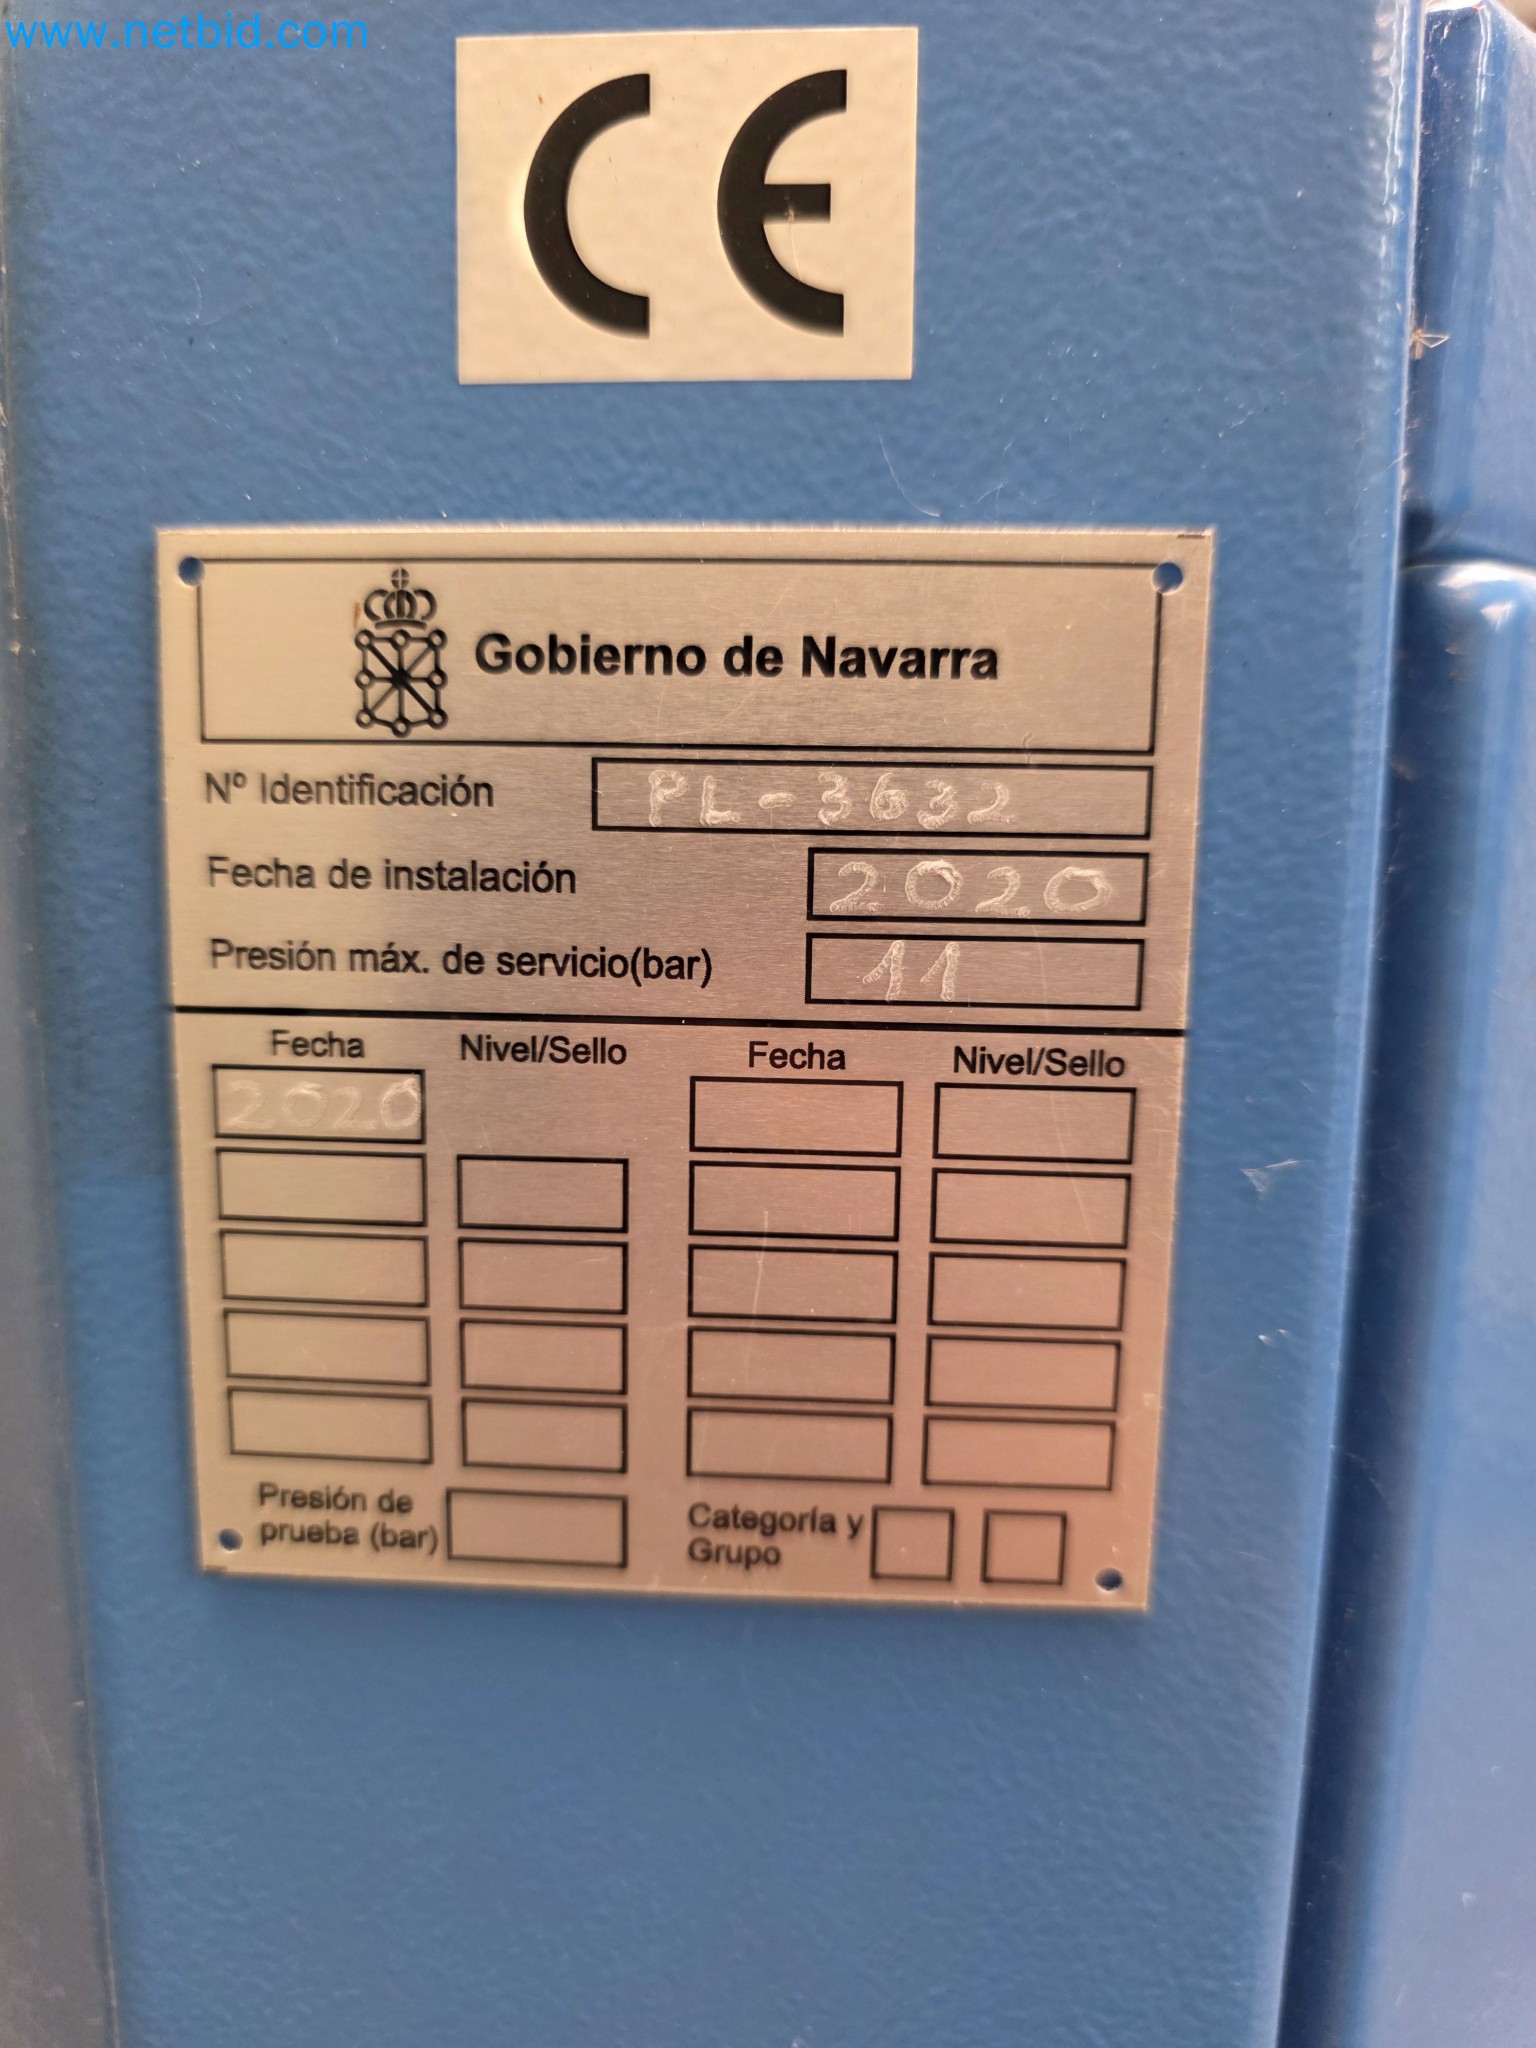 www.netbid.com
CE
Gobierno de Navarra
Nº Identificación PL-3632
Fecha de instalación 2020
Presión máx. de servicio(bar) 11
Fecha Nivel/Sello Fecha Nivel/Sello
2020
Presión de
prueba (bar)
Categoría y
Grupo